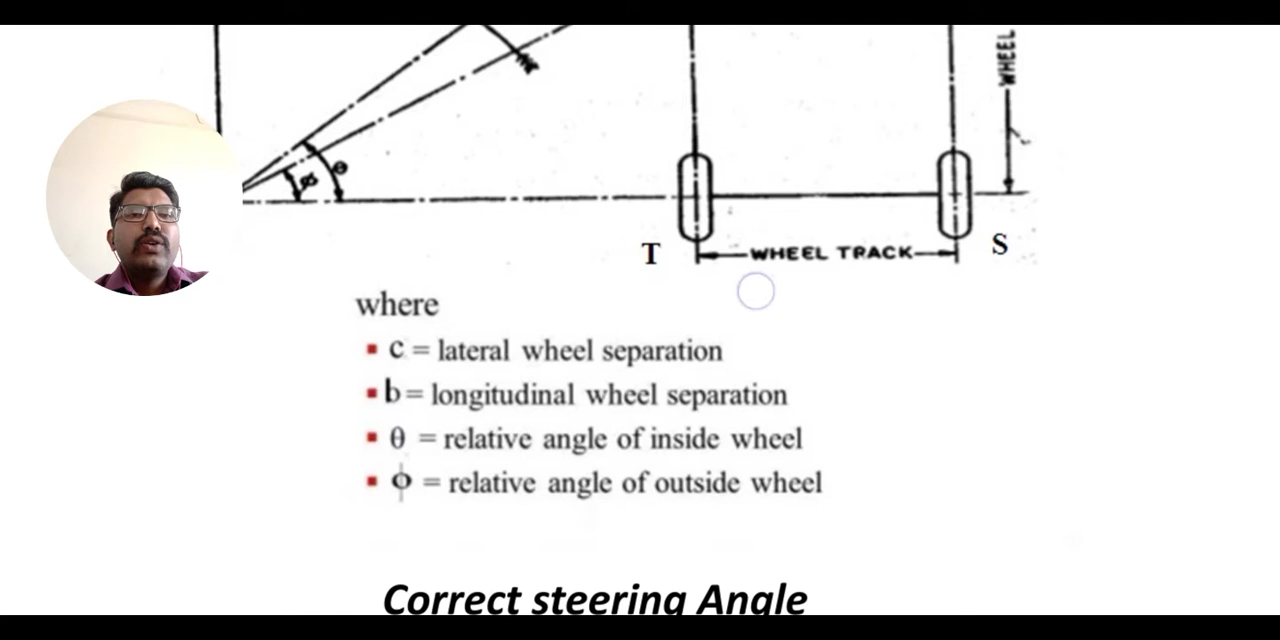 WHEEL
θ
ø
T
WHEEL TRACK
S
where
c = lateral wheel separation
b = longitudinal wheel separation
θ = relative angle of inside wheel
ϕ = relative angle of outside wheel
Correct steering Angle